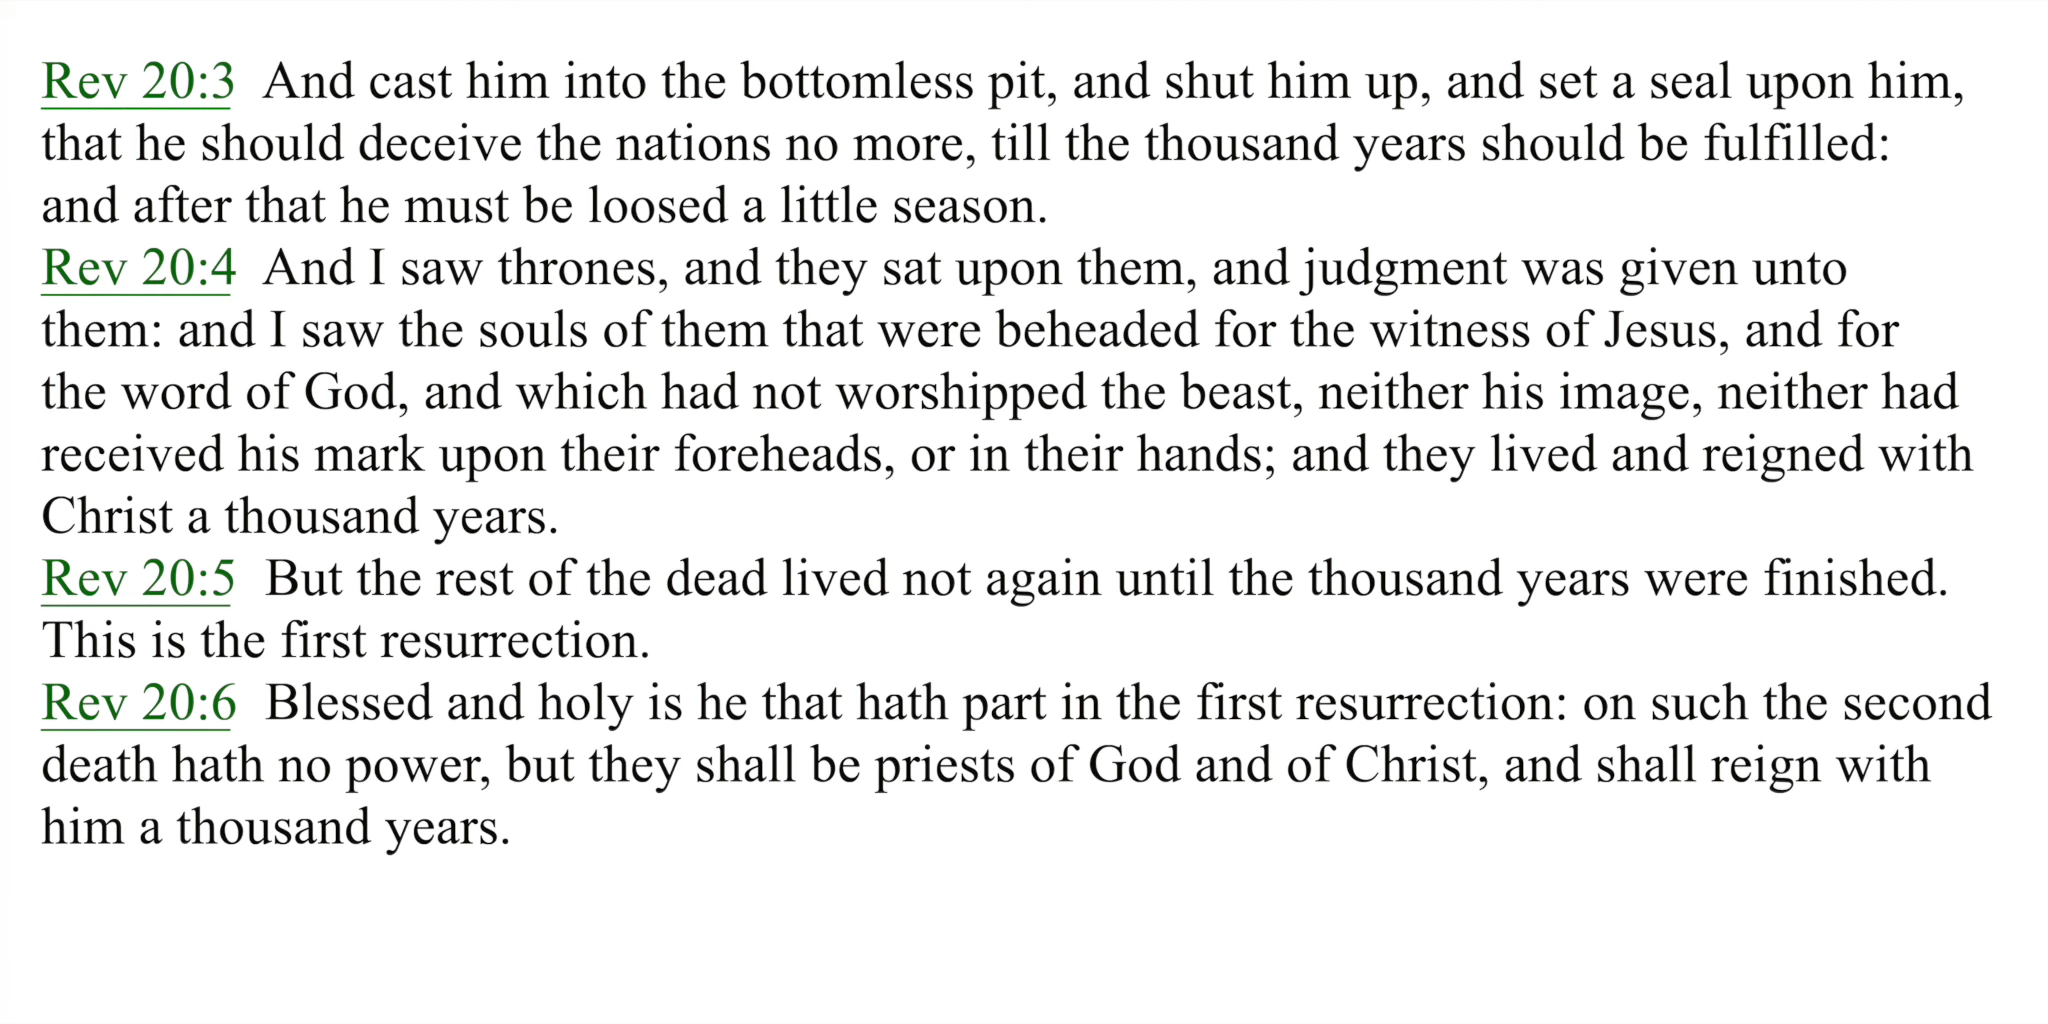 Rev 20:3 And cast him into the bottomless pit, and shut him up, and set a seal upon him,
that he should deceive the nations no more, till the thousand years should be fulfilled:
and after that he must be loosed a little season.
Rev 20:4 And I saw thrones, and they sat upon them, and judgment was given unto
them: and I saw the souls of them that were beheaded for the witness of Jesus, and for
the word of God, and which had not worshipped the beast, neither his image, neither had
received his mark upon their foreheads, or in their hands; and they lived and reigned with
Christ a thousand years.
Rev 20:5 But the rest of the dead lived not again until the thousand years were finished.
This is the first resurrection.
Rev 20:6 Blessed and holy is he that hath part in the first resurrection: on such the second
death hath no power, but they shall be priests of God and of Christ, and shall reign with
him a thousand years.